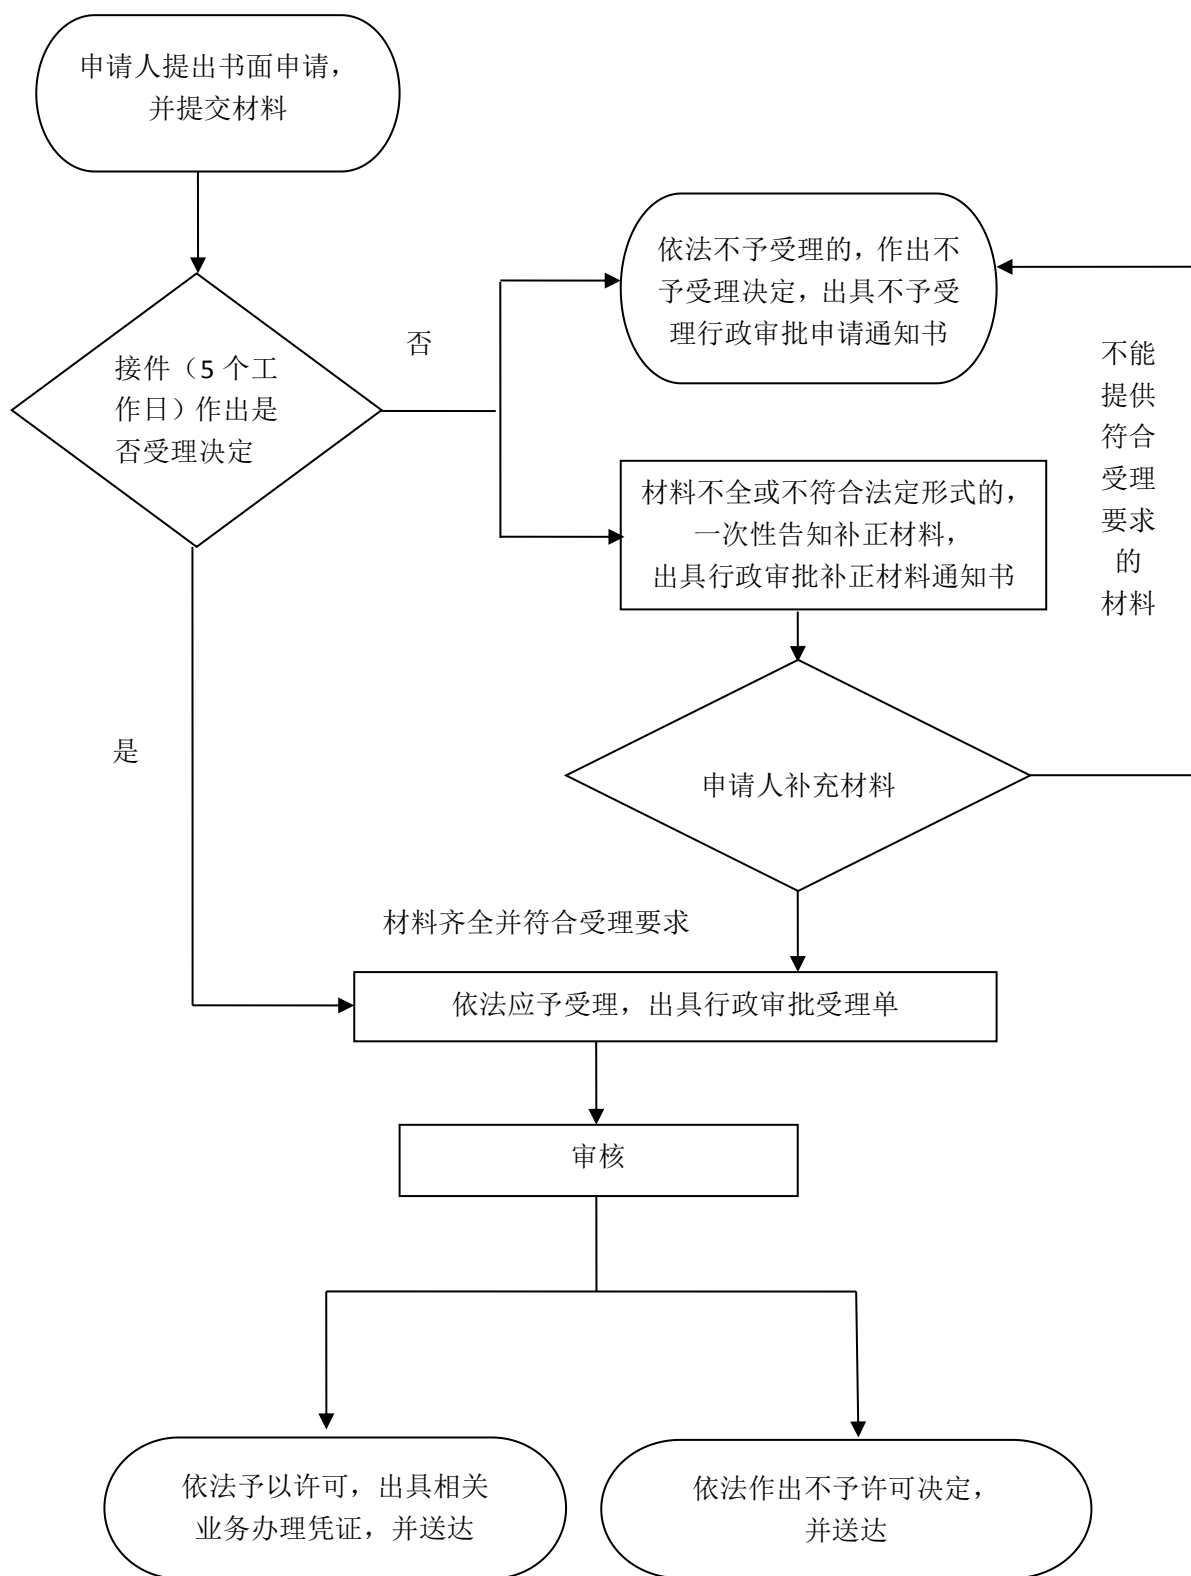 申请人提出书面申请，
并提交材料
依法不予受理的，作出不
予受理决定，出具不予受
理行政审批申请通知书
否
接件（5 个工
作日）作出是
否受理决定
不能
提供
符合
受理
要求
的
材料
材料不全或不符合法定形式的，
一次性告知补正材料，
出具行政审批补正材料通知书
是
申请人补充材料
材料齐全并符合受理要求
依法应予受理，出具行政审批受理单
审核
依法予以许可，出具相关
业务办理凭证，并送达
依法作出不予许可决定，
并送达